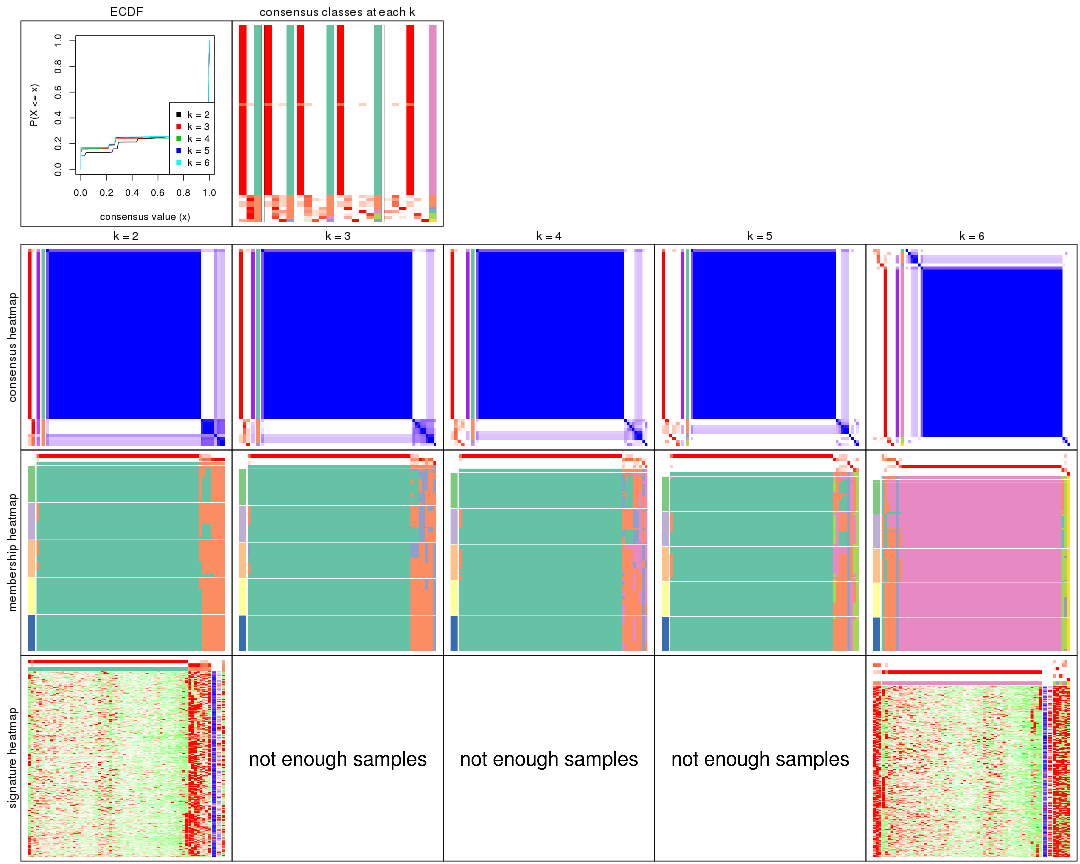 ECDF
consensus classes at each k
P(X <= x)
0.0 0.2 0.4 0.6 0.8 1.0
k = 2
k = 3
k = 4
k = 5
k = 6
0.0 0.2 0.4 0.6 0.8 1.0
consensus value (x)
k = 2
k = 3
k = 4
k = 5
k = 6
consensus heatmap
membership heatmap
signature heatmap
not enough samples
not enough samples
not enough samples